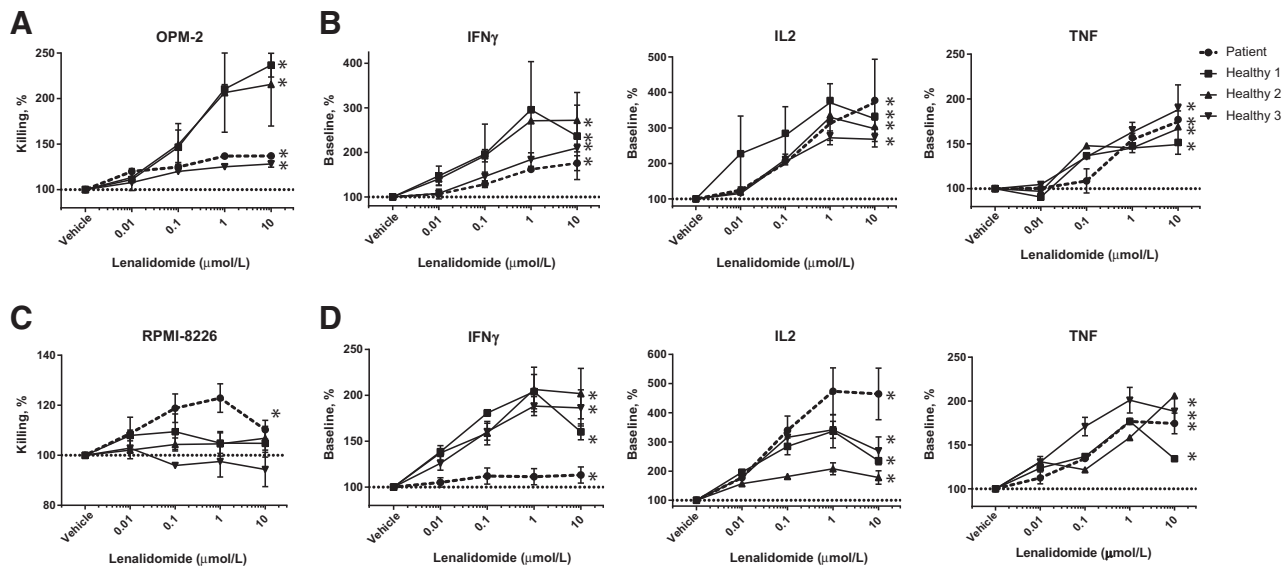 A
OPM-2
Killing, %
250
200
150
100
Vehicle
0.01
0.1
1
10
Lenalidomide (μmol/L)
*
*
*
*
B
IFNγ
Baseline, %
400
300
200
100
Vehicle
0.01
0.1
1
10
Lenalidomide (μmol/L)
*
*
*
*
IL2
Baseline, %
500
400
300
200
100
Vehicle
0.01
0.1
1
10
Lenalidomide (μmol/L)
*
*
*
*
TNF
Baseline, %
250
200
150
100
Vehicle
0.01
0.1
1
10
Lenalidomide (μmol/L)
*
*
*
*
Patient
Healthy 1
Healthy 2
Healthy 3
C
RPMI-8226
Killing, %
140
120
100
80
Vehicle
0.01
0.1
1
10
Lenalidomide (μmol/L)
*
D
IFNγ
Baseline, %
250
200
150
100
Vehicle
0.01
0.1
1
10
Lenalidomide (μmol/L)
*
*
*
*
IL2
Baseline, %
600
500
400
300
200
100
Vehicle
0.01
0.1
1
10
Lenalidomide (μmol/L)
*
*
*
*
TNF
Baseline, %
250
200
150
100
Vehicle
0.01
0.1
1
10
Lenalidomide (μmol/L)
*
*
*
*